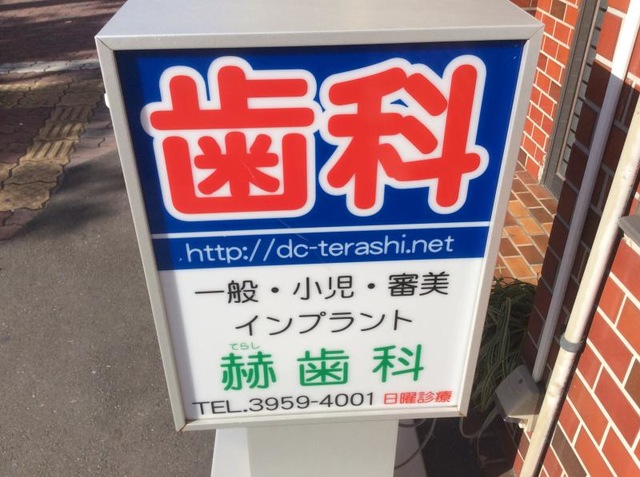 歯科
http://dc-terashi.net
一般・小児・審美
インプラント
てらし
赫歯科
TEL.3959-4001 日曜診療